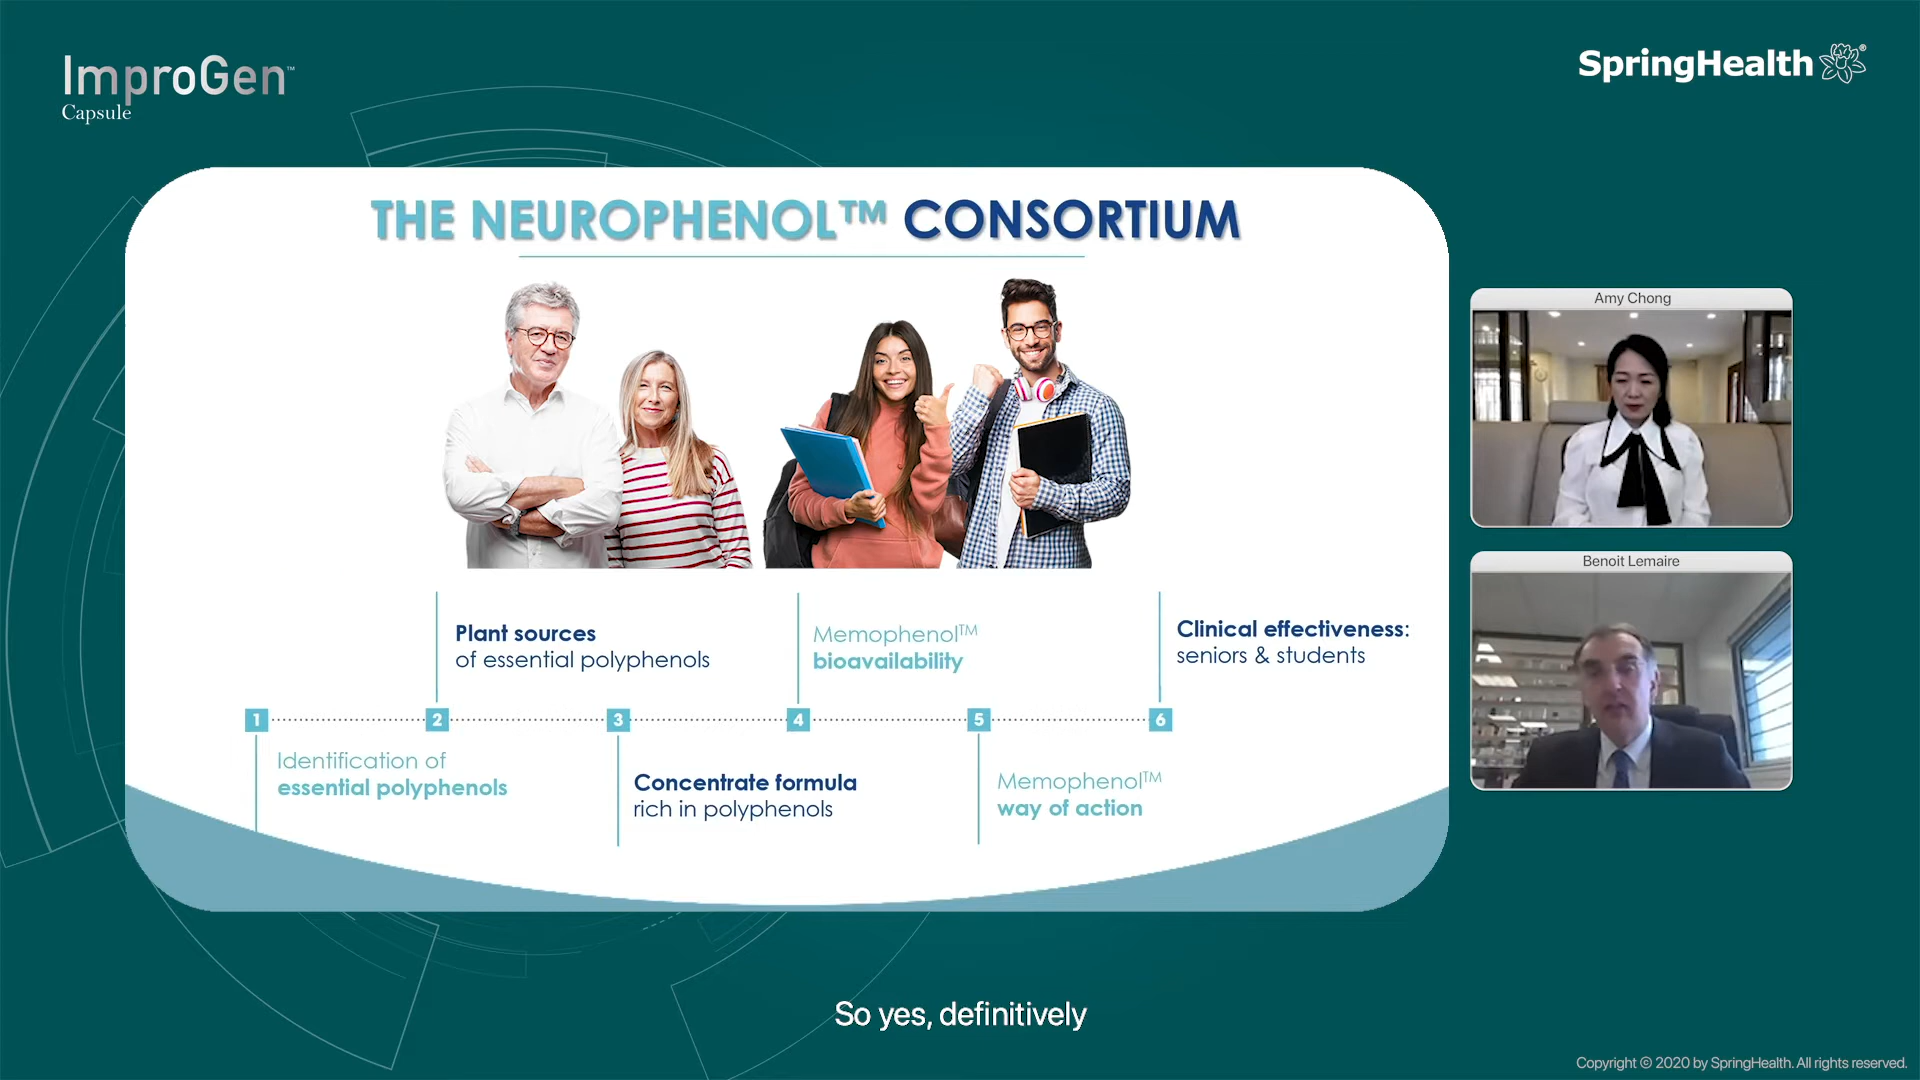 ImproGen™
Capsule
SpringHealth®
THE NEUROPHENOL™ CONSORTIUM
Amy Chong
Benoit Lemaire
Plant sources
of essential polyphenols
Memophenol™
bioavailability
Clinical effectiveness:
seniors & students
1 2 3 4 5 6
Identification of
essential polyphenols
Concentrate formula
rich in polyphenols
Memophenol™
way of action
So yes, definitively
Copyright © 2020 by SpringHealth. All rights reserved.